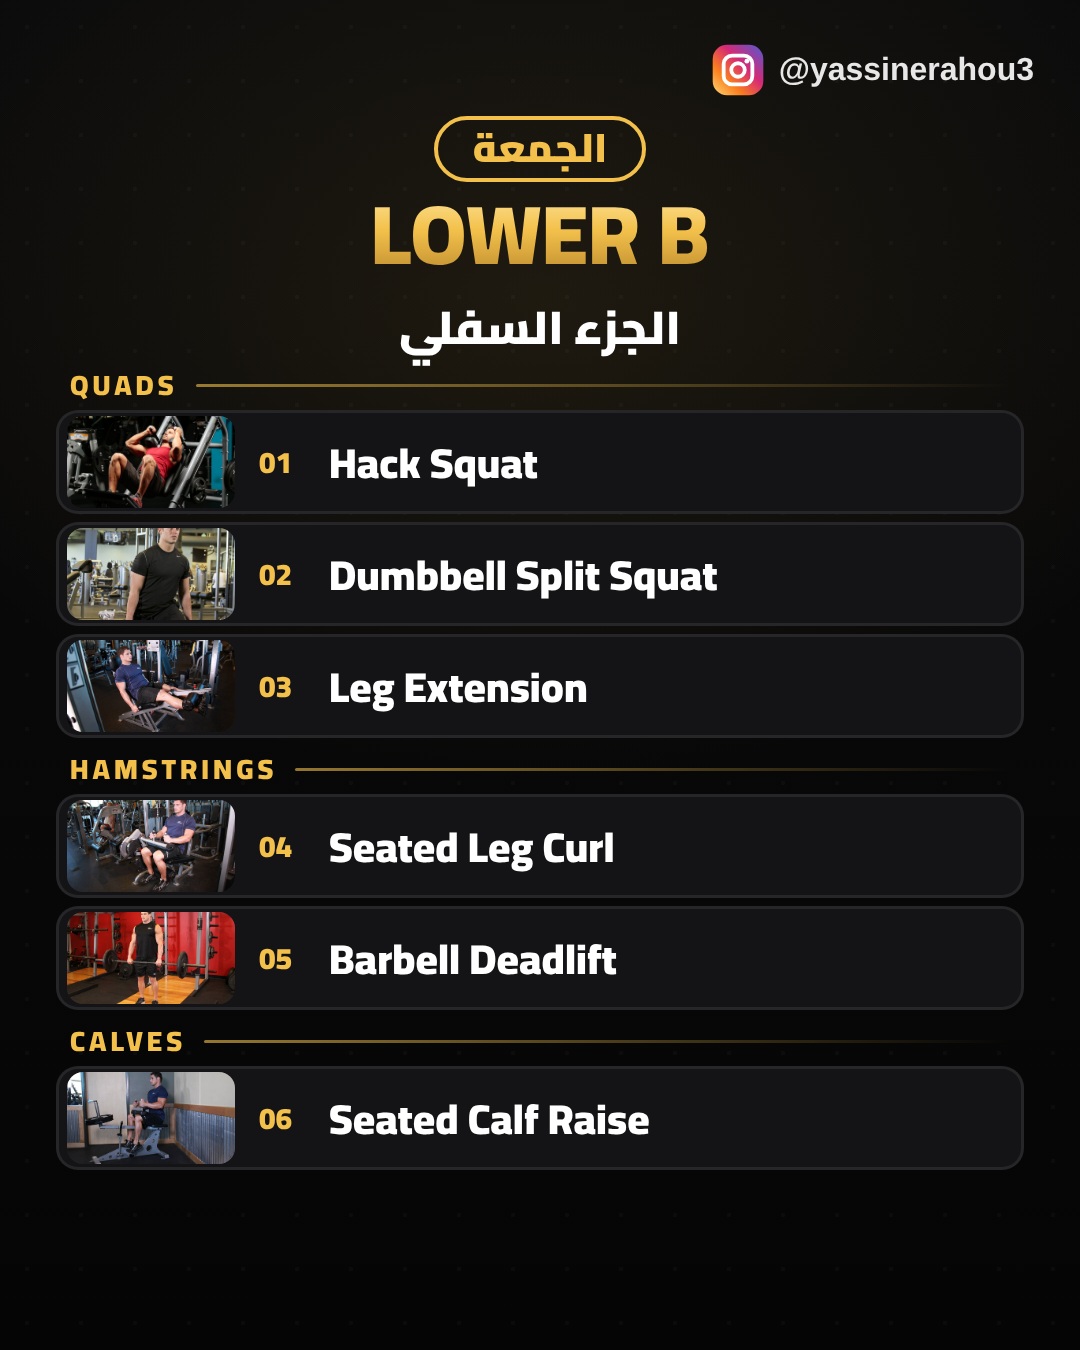 @yassinerahou3
الجمعة
LOWER B
الجزء السفلي
QUADS
01 Hack Squat
02 Dumbbell Split Squat
03 Leg Extension
HAMSTRINGS
04 Seated Leg Curl
05 Barbell Deadlift
CALVES
06 Seated Calf Raise